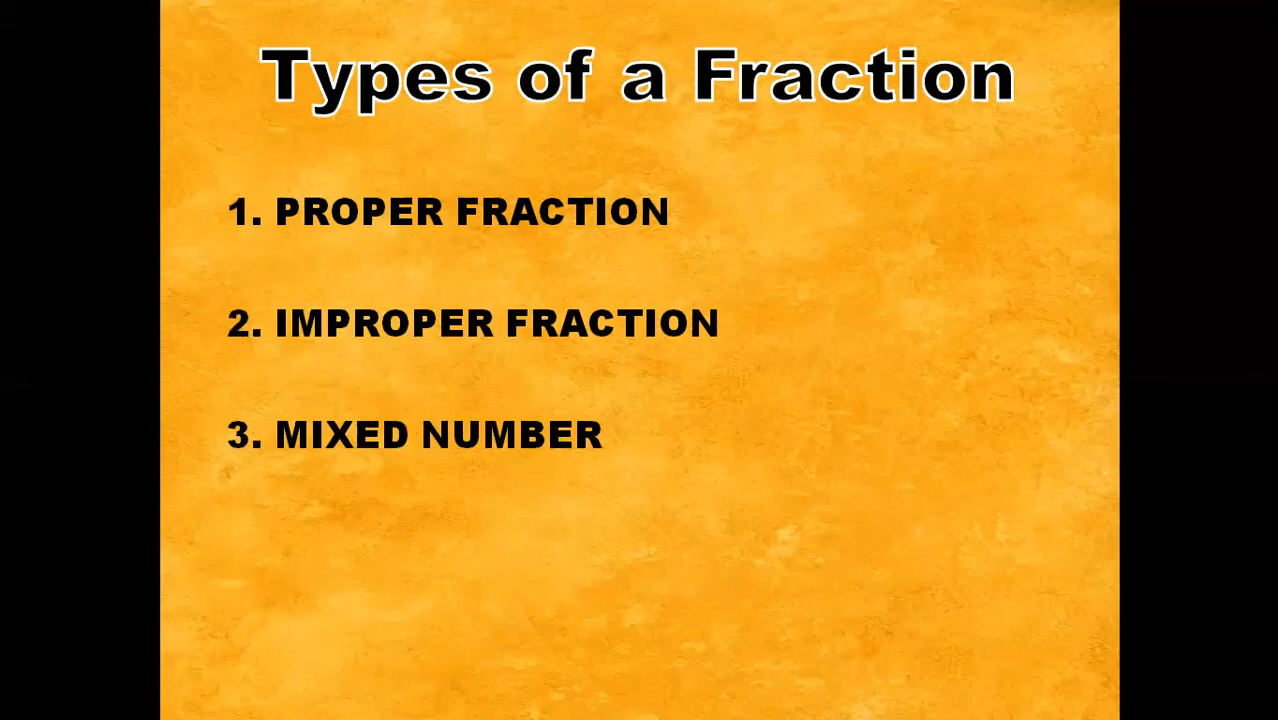 Types of a Fraction
1. PROPER FRACTION
2. IMPROPER FRACTION
3. MIXED NUMBER